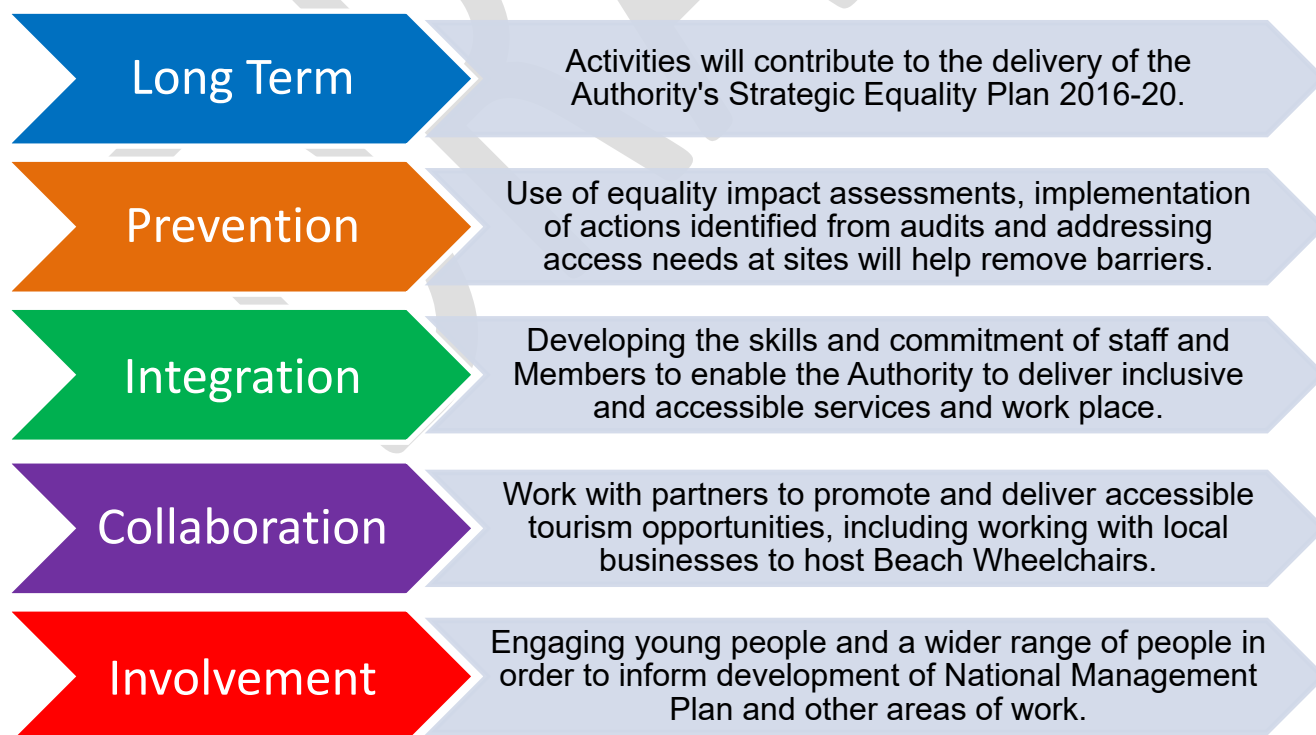 Long Term
Activities will contribute to the delivery of the
Authority's Strategic Equality Plan 2016-20.
Prevention
Use of equality impact assessments, implementation
of actions identified from audits and addressing
access needs at sites will help remove barriers.
Integration
Developing the skills and commitment of staff and
Members to enable the Authority to deliver inclusive
and accessible services and work place.
Collaboration
Work with partners to promote and deliver accessible
tourism opportunities, including working with local
businesses to host Beach Wheelchairs.
Involvement
Engaging young people and a wider range of people in
order to inform development of National Management
Plan and other areas of work.